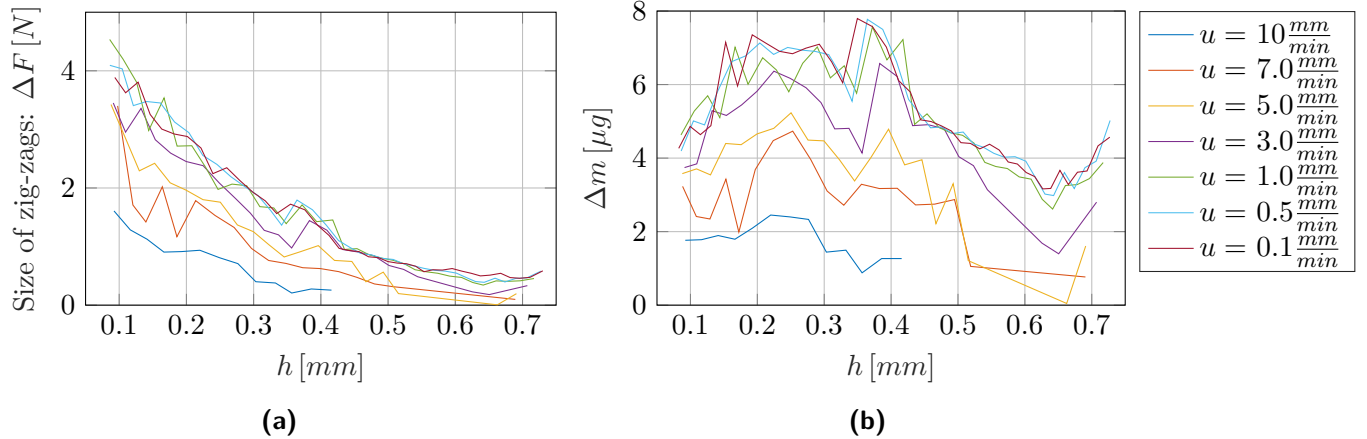 Size of zig-zags: ΔF [N]
4
2
0
0.1 0.2 0.3 0.4 0.5 0.6 0.7
h [mm]
(a)
Δm [μg]
8
6
4
2
0
0.1 0.2 0.3 0.4 0.5 0.6 0.7
h [mm]
(b)
u = 10 mm/min
u = 7.0 mm/min
u = 5.0 mm/min
u = 3.0 mm/min
u = 1.0 mm/min
u = 0.5 mm/min
u = 0.1 mm/min